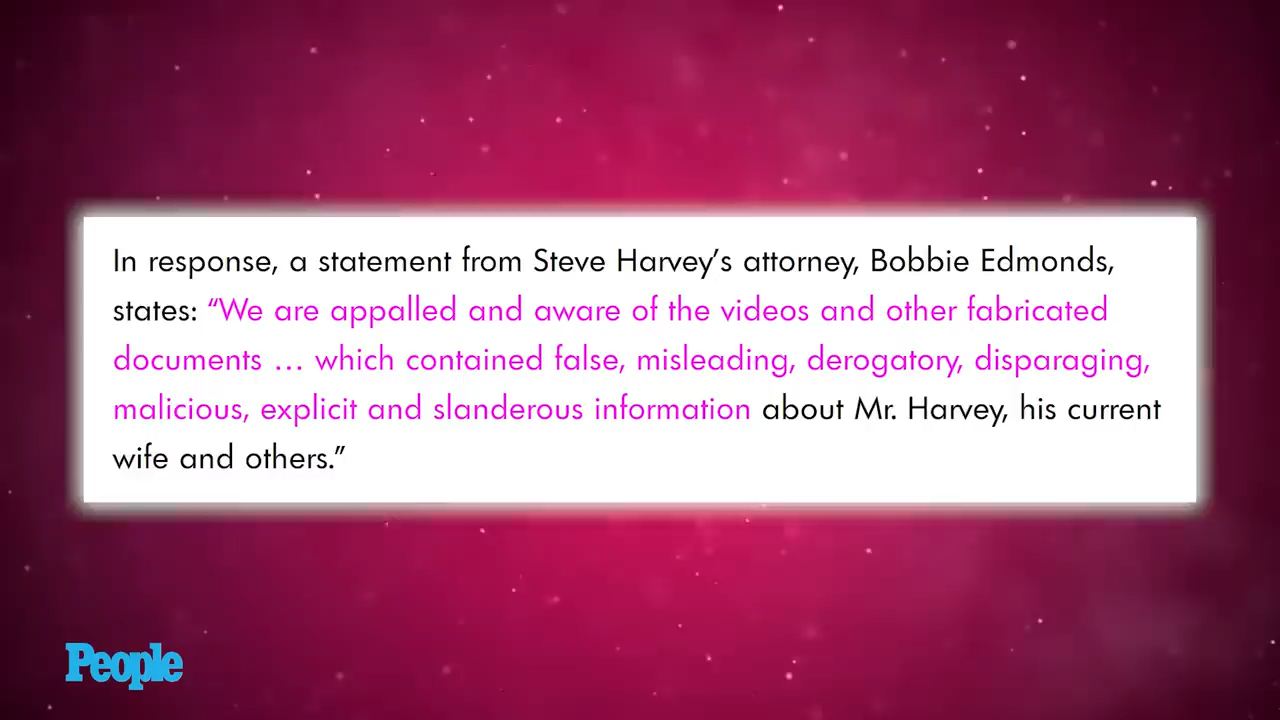 In response, a statement from Steve Harvey’s attorney, Bobbie Edmonds,
states: “We are appalled and aware of the videos and other fabricated
documents … which contained false, misleading, derogatory, disparaging,
malicious, explicit and slanderous information about Mr. Harvey, his current
wife and others.”
People